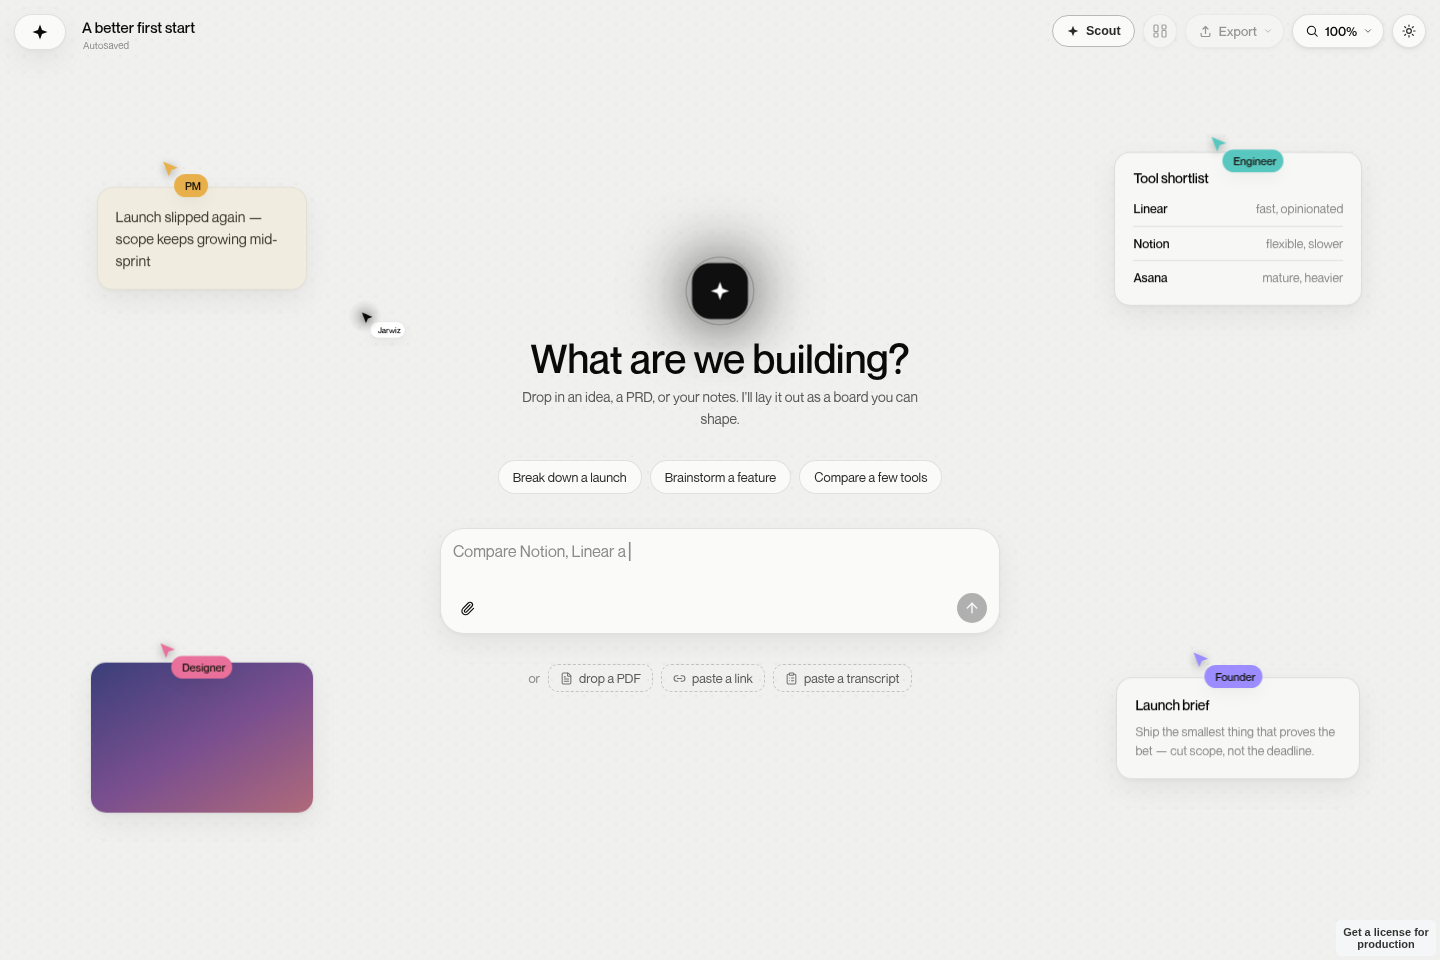 A better first start
Autosaved
Scout
Export
100%
PM
Launch slipped again —
scope keeps growing mid-
sprint
Engineer
Tool shortlist
Linear fast, opinionated
Notion flexible, slower
Asana mature, heavier
Jarwiz
What are we building?
Drop in an idea, a PRD, or your notes. I'll lay it out as a board you can
shape.
Break down a launch
Brainstorm a feature
Compare a few tools
Compare Notion, Linear a
or
drop a PDF
paste a link
paste a transcript
Designer
Founder
Launch brief
Ship the smallest thing that proves the
bet — cut scope, not the deadline.
Get a license for
production